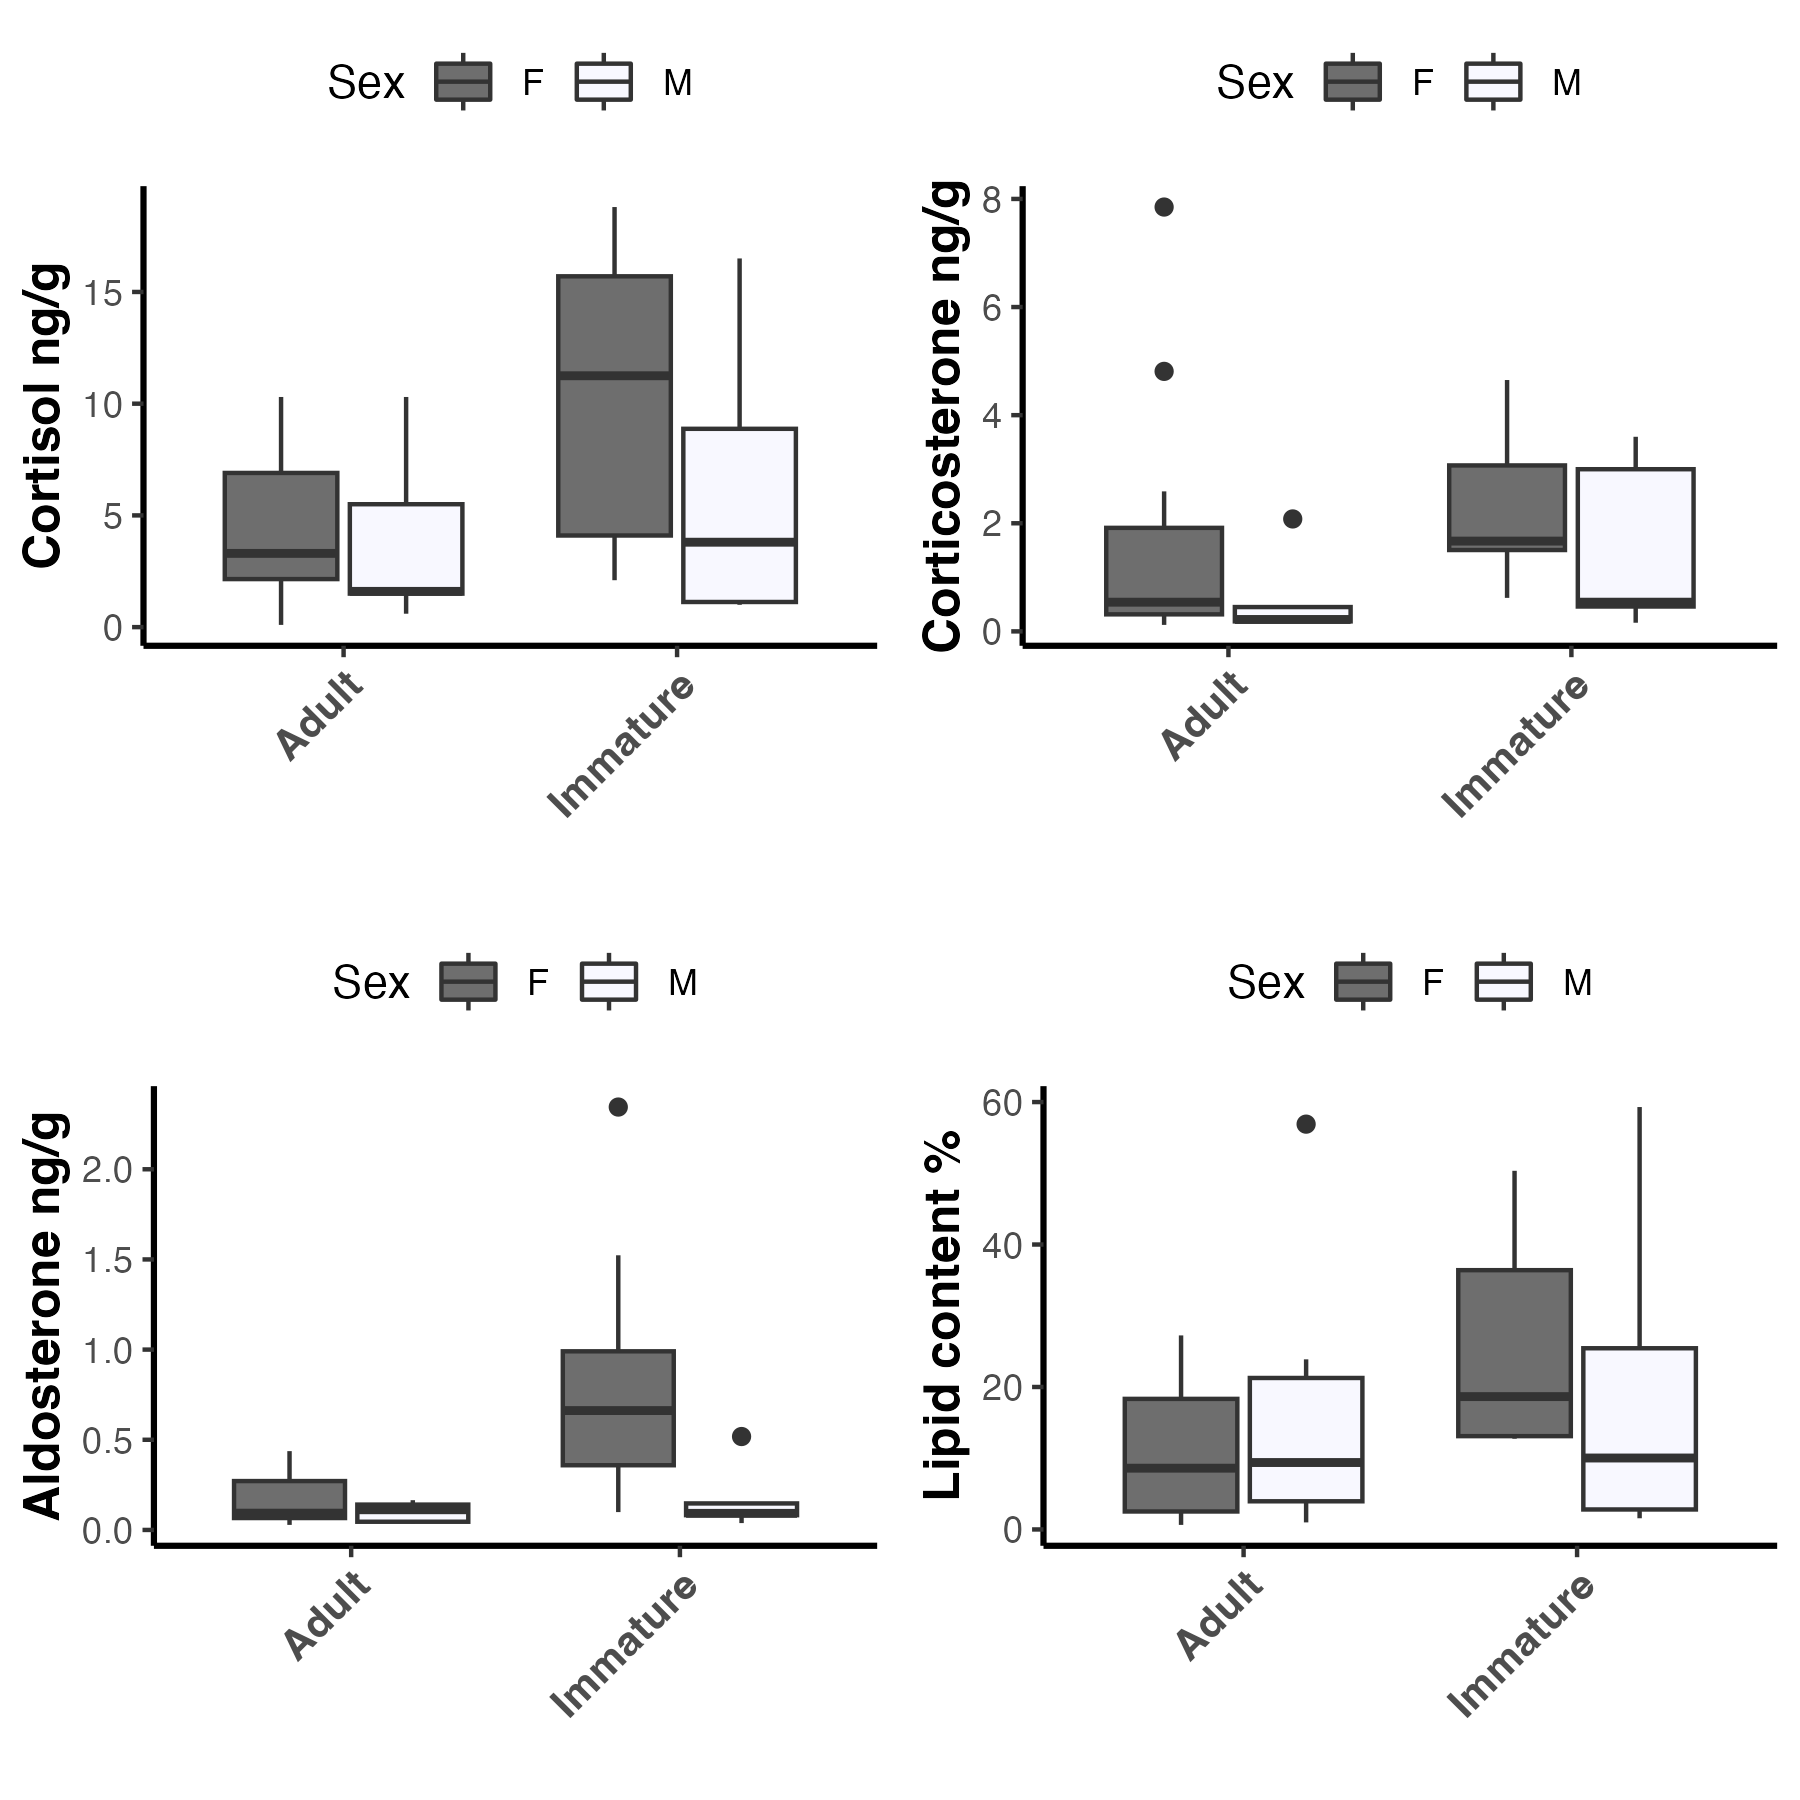 Sex F M
Cortisol ng/g
15
10
5
0
Adult
Immature
Sex F M
Corticosterone ng/g
8
6
4
2
0
Adult
Immature
Sex F M
Aldosterone ng/g
2.0
1.5
1.0
0.5
0.0
Adult
Immature
Sex F M
Lipid content %
60
40
20
0
Adult
Immature